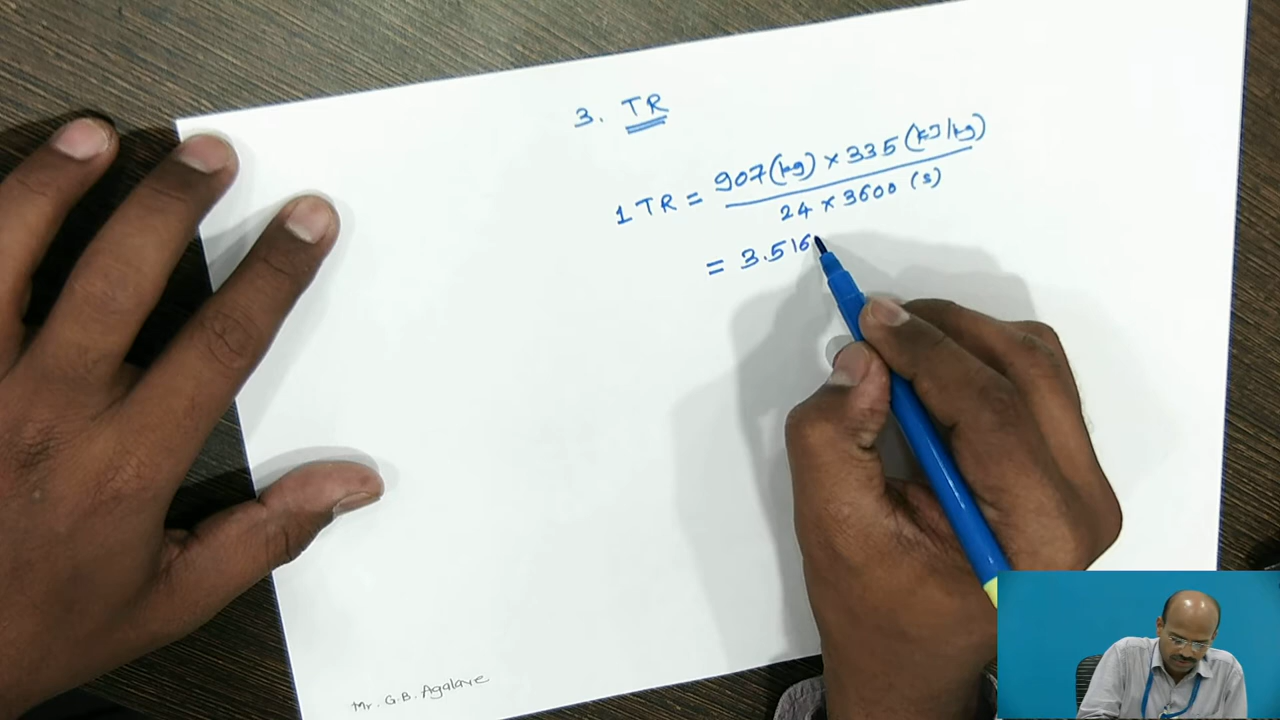 3. TR
1 TR = 907 (kg) × 335 (kJ/kg)
24 × 3600 (s)
= 3.516
Mr. G.B. Agalave